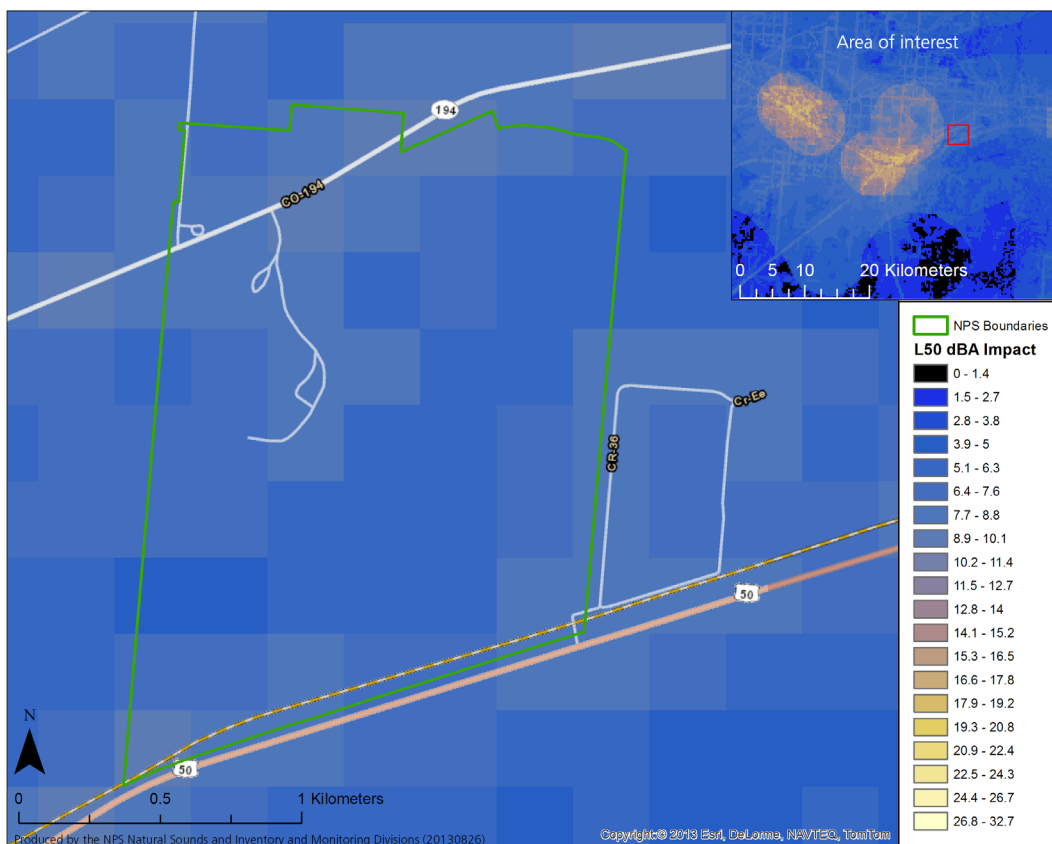 Area of interest
0 5 10 20 Kilometers
194
CO-194
CR-36
Cr-Ee
50
50
N
0 0.5 1 Kilometers
Produced by the NPS Natural Sounds and Inventory and Monitoring Divisions (20130826)
Copyright:© 2013 Esri, DeLorme, NAVTEQ, TomTom
NPS Boundaries
L50 dBA Impact
0 - 1.4
1.5 - 2.7
2.8 - 3.8
3.9 - 5
5.1 - 6.3
6.4 - 7.6
7.7 - 8.8
8.9 - 10.1
10.2 - 11.4
11.5 - 12.7
12.8 - 14
14.1 - 15.2
15.3 - 16.5
16.6 - 17.8
17.9 - 19.2
19.3 - 20.8
20.9 - 22.4
22.5 - 24.3
24.4 - 26.7
26.8 - 32.7